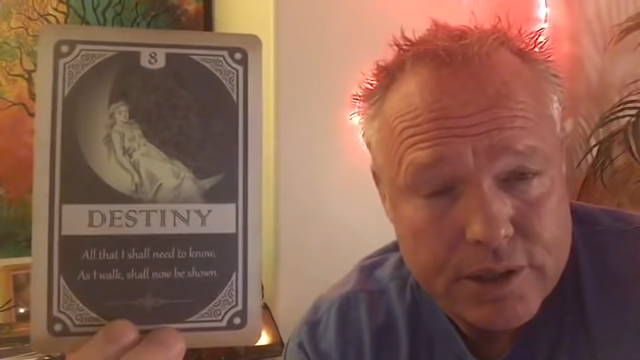 8
DESTINY
All that I shall need to know,
As I walk, shall now be shown.